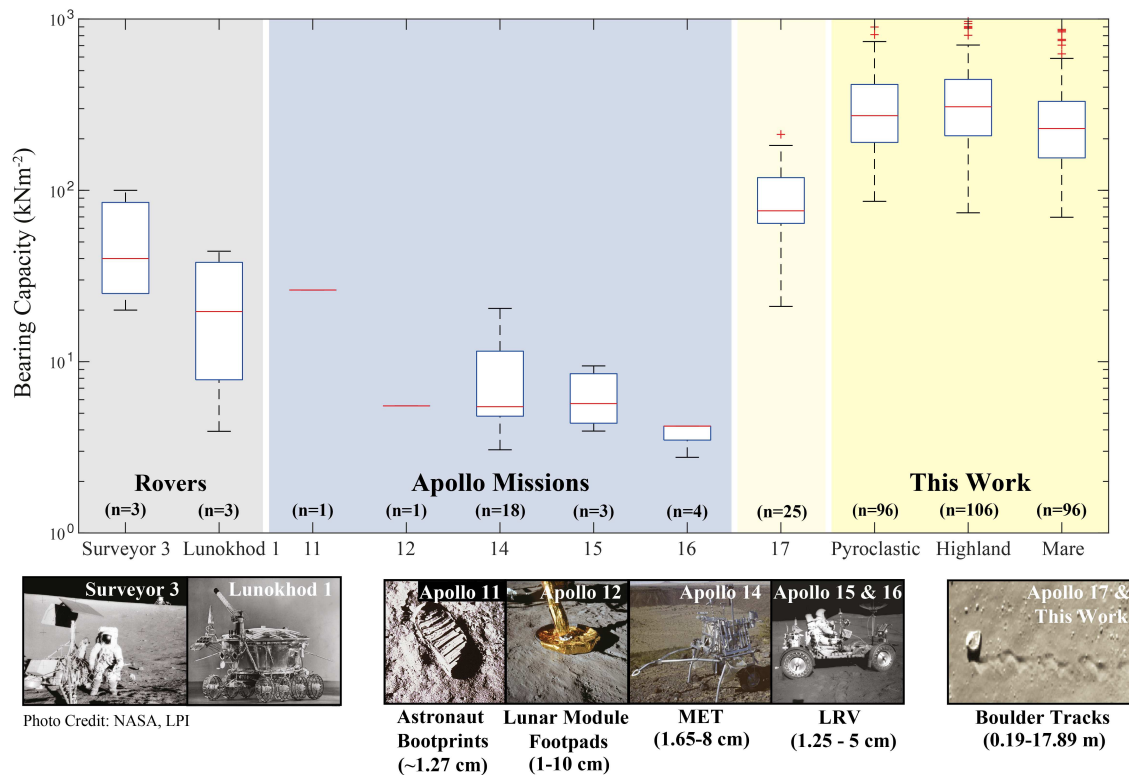 Bearing Capacity (kNm⁻²)
10³
10²
10¹
10⁰
Rovers
Apollo Missions
This Work
(n=3)
(n=3)
(n=1)
(n=1)
(n=18)
(n=3)
(n=4)
(n=25)
(n=96)
(n=106)
(n=96)
Surveyor 3
Lunokhod 1
11
12
14
15
16
17
Pyroclastic
Highland
Mare
Surveyor 3
Lunokhod 1
Apollo 11
Apollo 12
Apollo 14
Apollo 15 & 16
Apollo 17 &
This Work
Photo Credit: NASA, LPI
Astronaut
Bootprints
(~1.27 cm)
Lunar Module
Footpads
(1-10 cm)
MET
(1.65-8 cm)
LRV
(1.25 - 5 cm)
Boulder Tracks
(0.19-17.89 m)